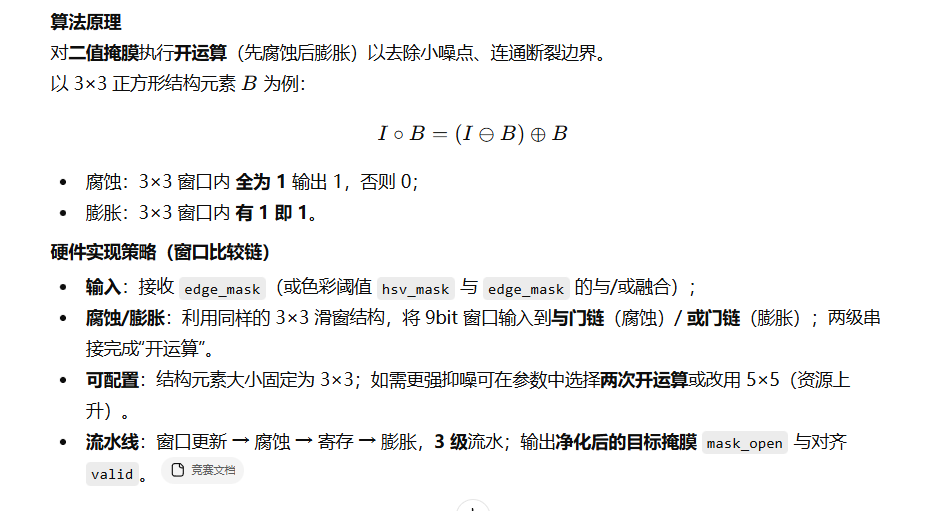 算法原理
对二值掩膜执行开运算（先腐蚀后膨胀）以去除小噪点、连通断裂边界。
以 3×3 正方形结构元素 B 为例：
I ∘ B = (I ⊖ B) ⊕ B
• 腐蚀：3×3 窗口内 全为 1 输出 1，否则 0；
• 膨胀：3×3 窗口内 有 1 即 1。
硬件实现策略（窗口比较链）
• 输入：接收 edge_mask（或色彩阈值 hsv_mask 与 edge_mask 的与/或融合）；
• 腐蚀/膨胀：利用同样的 3×3 滑窗结构，将 9bit 窗口输入到与门链（腐蚀）/ 或门链（膨胀）；两级串
接完成“开运算”。
• 可配置：结构元素大小固定为 3×3；如需更强抑噪可在参数中选择两次开运算或改用 5×5（资源上
升）。
• 流水线：窗口更新 → 腐蚀 → 寄存 → 膨胀，3 级流水；输出净化后的目标掩膜 mask_open 与对齐
valid。 竞赛文档